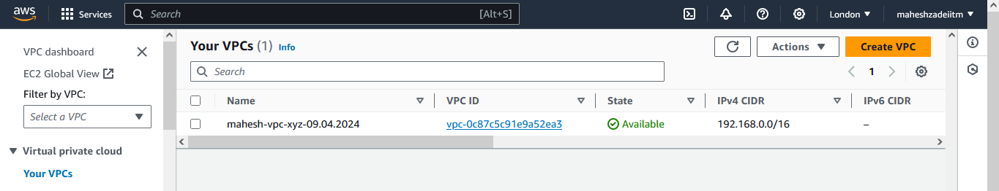 aws Services Search [Alt+S] London maheshzadeiitm
VPC dashboard
EC2 Global View
Filter by VPC:
Select a VPC
Virtual private cloud
Your VPCs
Your VPCs (1) Info
Actions Create VPC
Search
1
Name VPC ID State IPv4 CIDR IPv6 CIDR
mahesh-vpc-xyz-09.04.2024 vpc-0c87c5c91e9a52ea3 Available 192.168.0.0/16 –